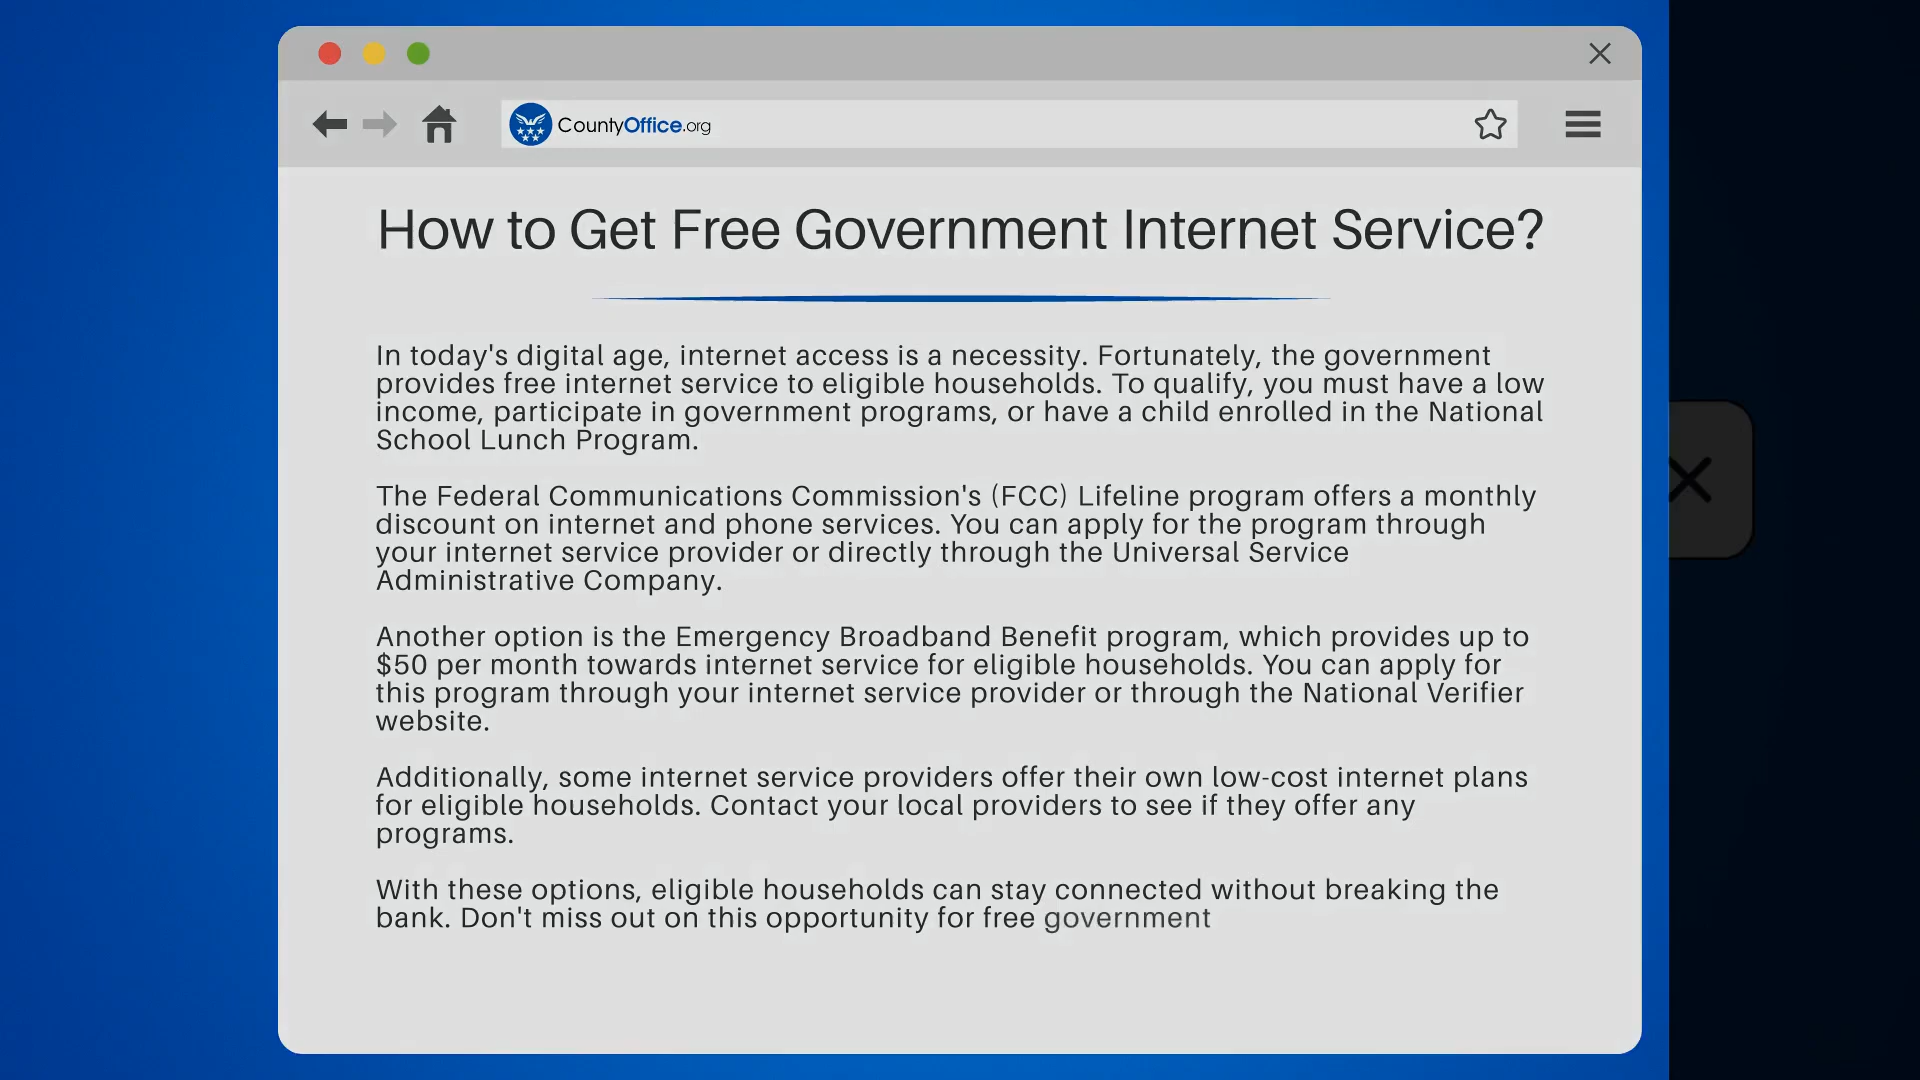 CountyOffice.org
How to Get Free Government Internet Service?
In today's digital age, internet access is a necessity. Fortunately, the government
provides free internet service to eligible households. To qualify, you must have a low
income, participate in government programs, or have a child enrolled in the National
School Lunch Program.
The Federal Communications Commission's (FCC) Lifeline program offers a monthly
discount on internet and phone services. You can apply for the program through
your internet service provider or directly through the Universal Service
Administrative Company.
Another option is the Emergency Broadband Benefit program, which provides up to
$50 per month towards internet service for eligible households. You can apply for
this program through your internet service provider or through the National Verifier
website.
Additionally, some internet service providers offer their own low-cost internet plans
for eligible households. Contact your local providers to see if they offer any
programs.
With these options, eligible households can stay connected without breaking the
bank. Don't miss out on this opportunity for free government